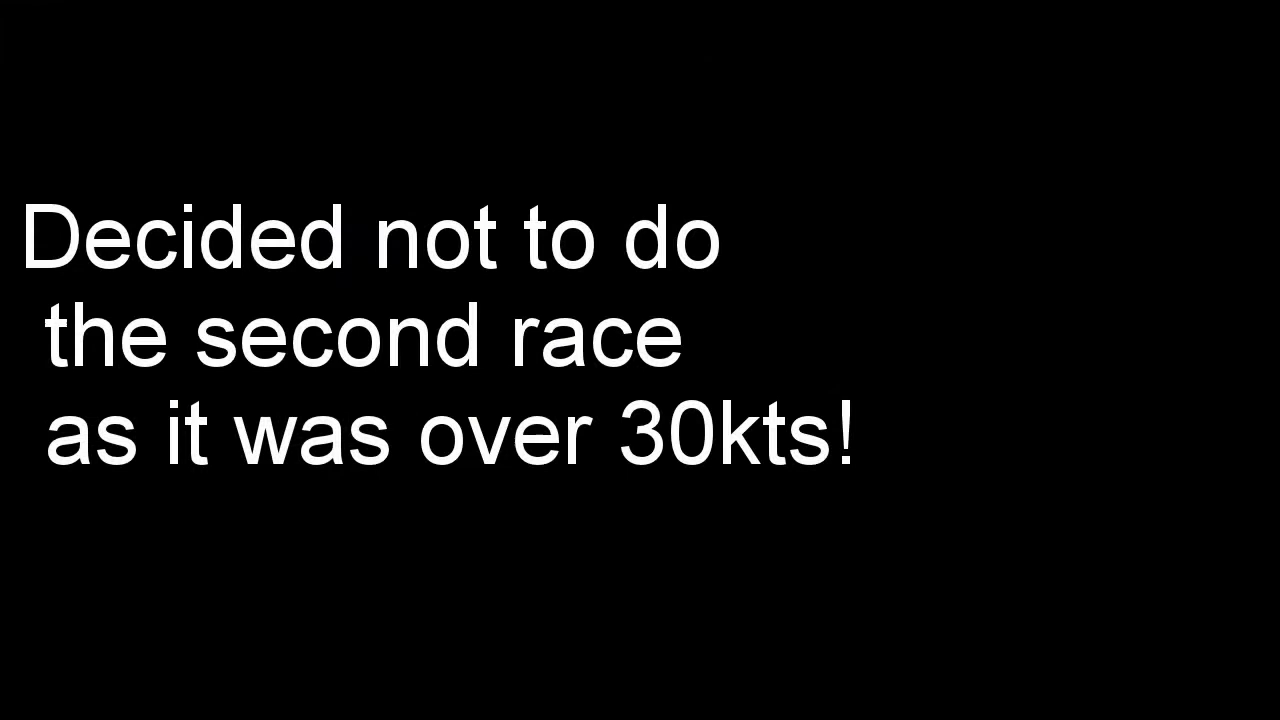 Decided not to do
the second race
as it was over 30kts!